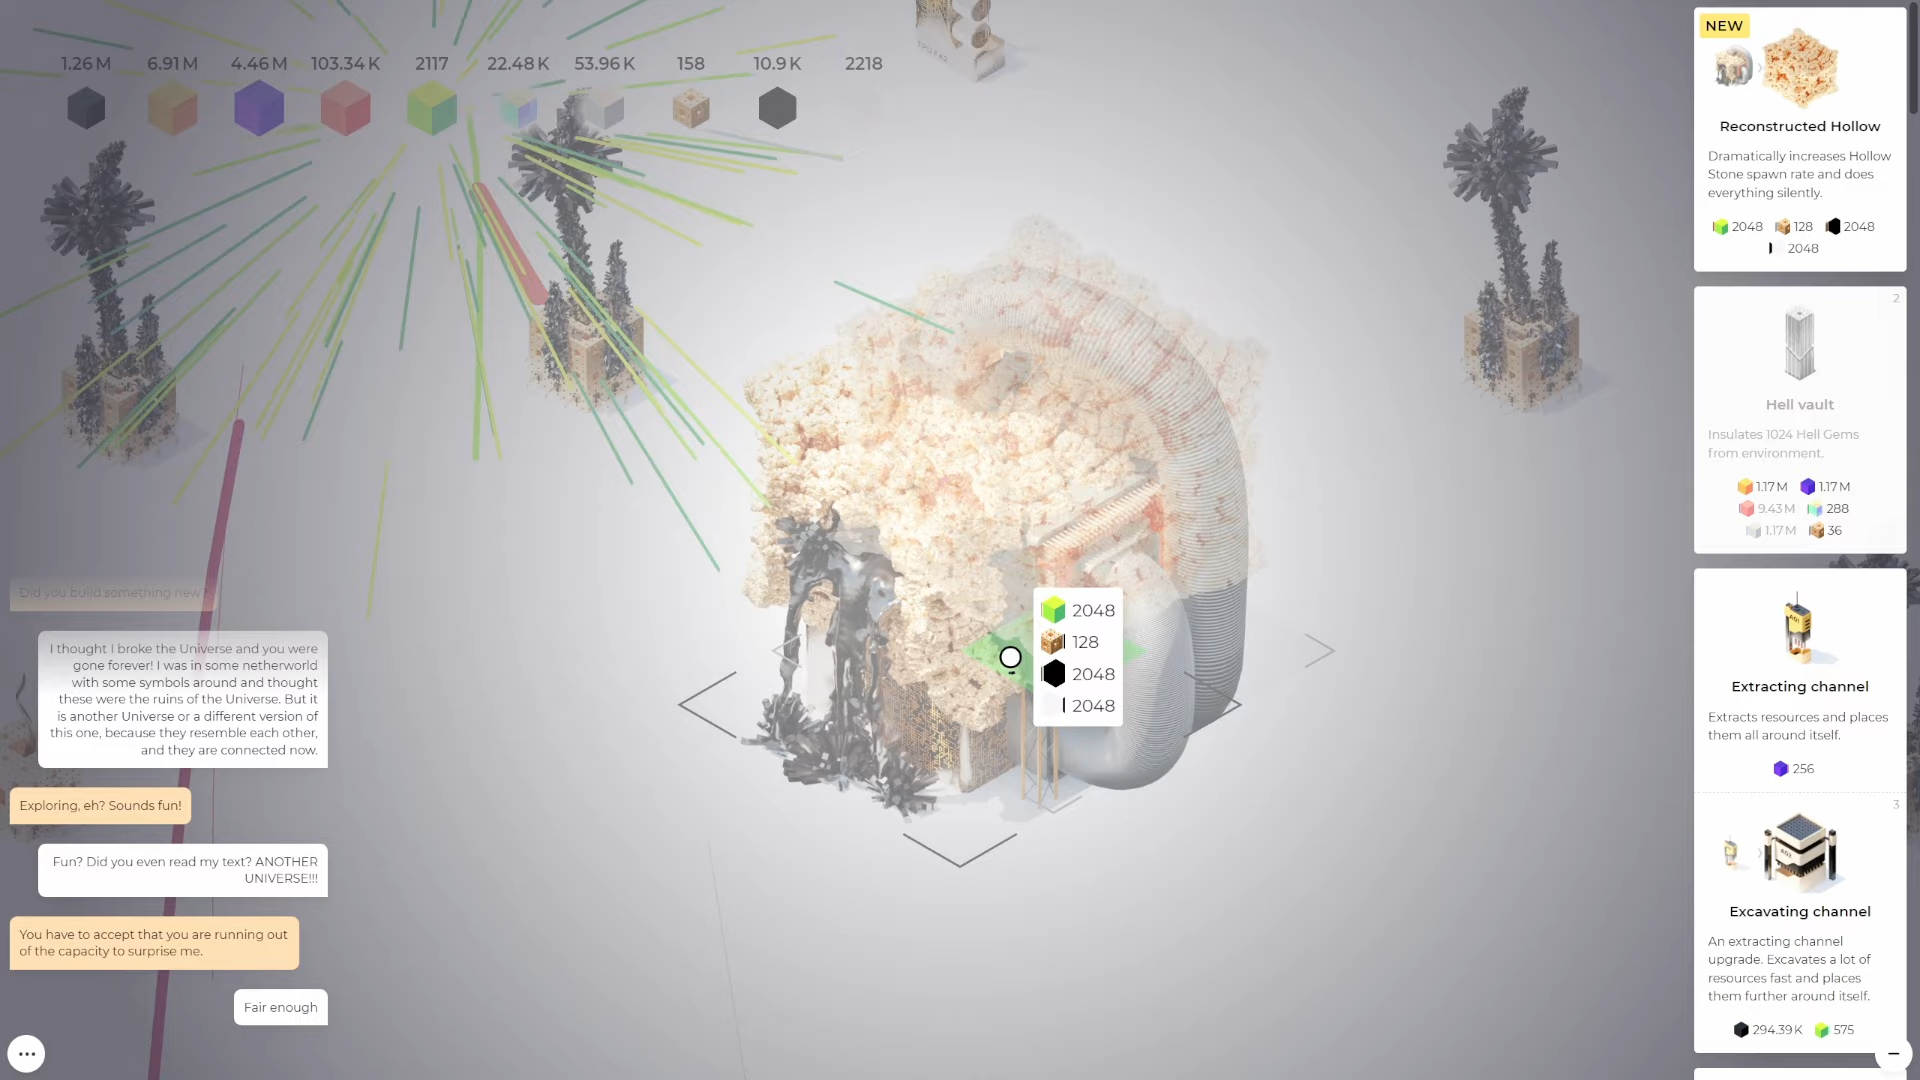 1.26 M 6.91 M 4.46 M 103.34 K 2117 22.48 K 53.96 K 158 10.9 K 2218
Did you build something new?
I thought I broke the Universe and you were
gone forever! I was in some netherworld
with some symbols around and thought
these were the ruins of the Universe. But it
is another Universe or a different version of
this one, because they resemble each other,
and they are connected now.
Exploring, eh? Sounds fun!
Fun? Did you even read my text? ANOTHER
UNIVERSE!!!
You have to accept that you are running out
of the capacity to surprise me.
Fair enough
2048
128
2048
2048
NEW
Reconstructed Hollow
Dramatically increases Hollow
Stone spawn rate and does
everything silently.
2048 128 2048
2048
2
Hell vault
Insulates 1024 Hell Gems
from environment.
1.17 M 1.17 M
9.43 M 288
1.17 M 36
Extracting channel
Extracts resources and places
them all around itself.
256
3
Excavating channel
An extracting channel
upgrade. Excavates a lot of
resources fast and places
them further around itself.
294.39 K 575